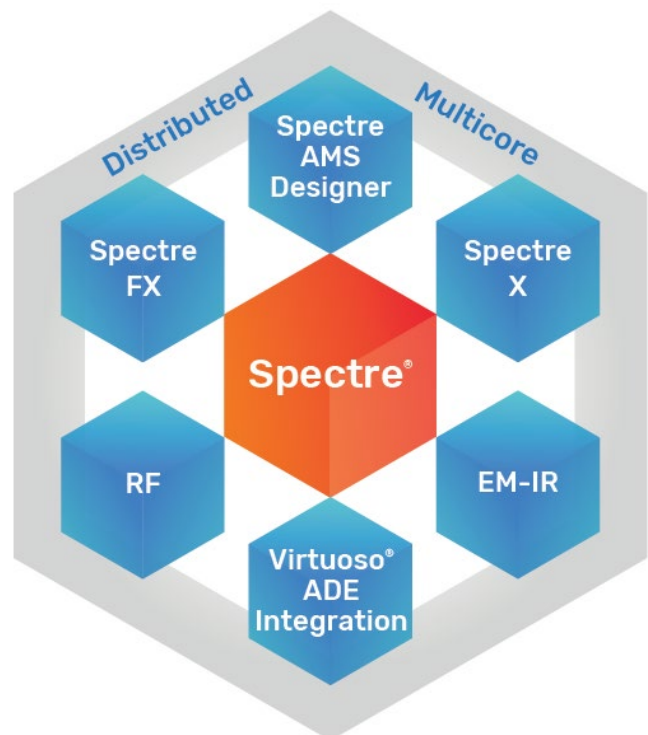 Distributed
Multicore
Spectre
AMS
Designer
Spectre
FX
Spectre
X
Spectre®
RF
EM-IR
Virtuoso®
ADE
Integration